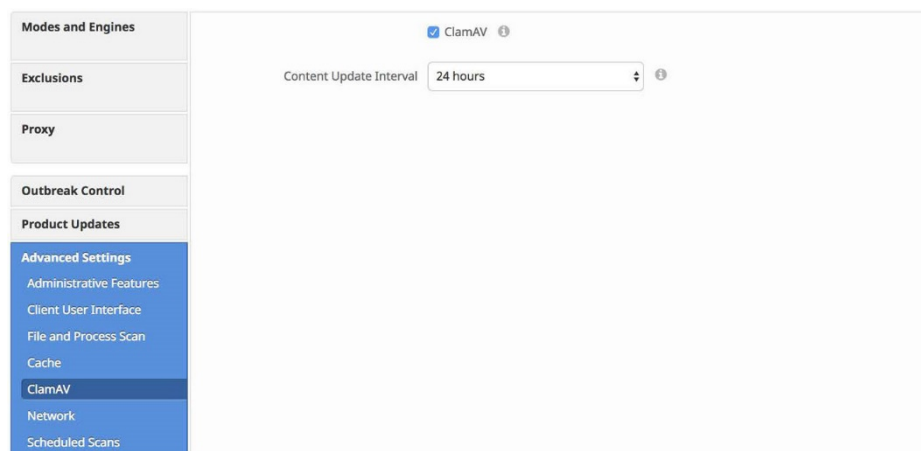 Modes and Engines
Exclusions
Proxy
Outbreak Control
Product Updates
Advanced Settings
Administrative Features
Client User Interface
File and Process Scan
Cache
ClamAV
Network
Scheduled Scans
ClamAV
Content Update Interval 24 hours